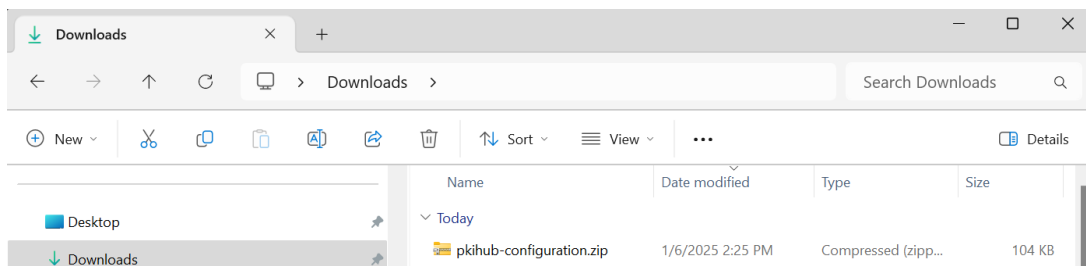 Downloads
Downloads
Search Downloads
New
Sort
View
Details
Name Date modified Type Size
Desktop
Today
Downloads
pkihub-configuration.zip 1/6/2025 2:25 PM Compressed (zipp... 104 KB